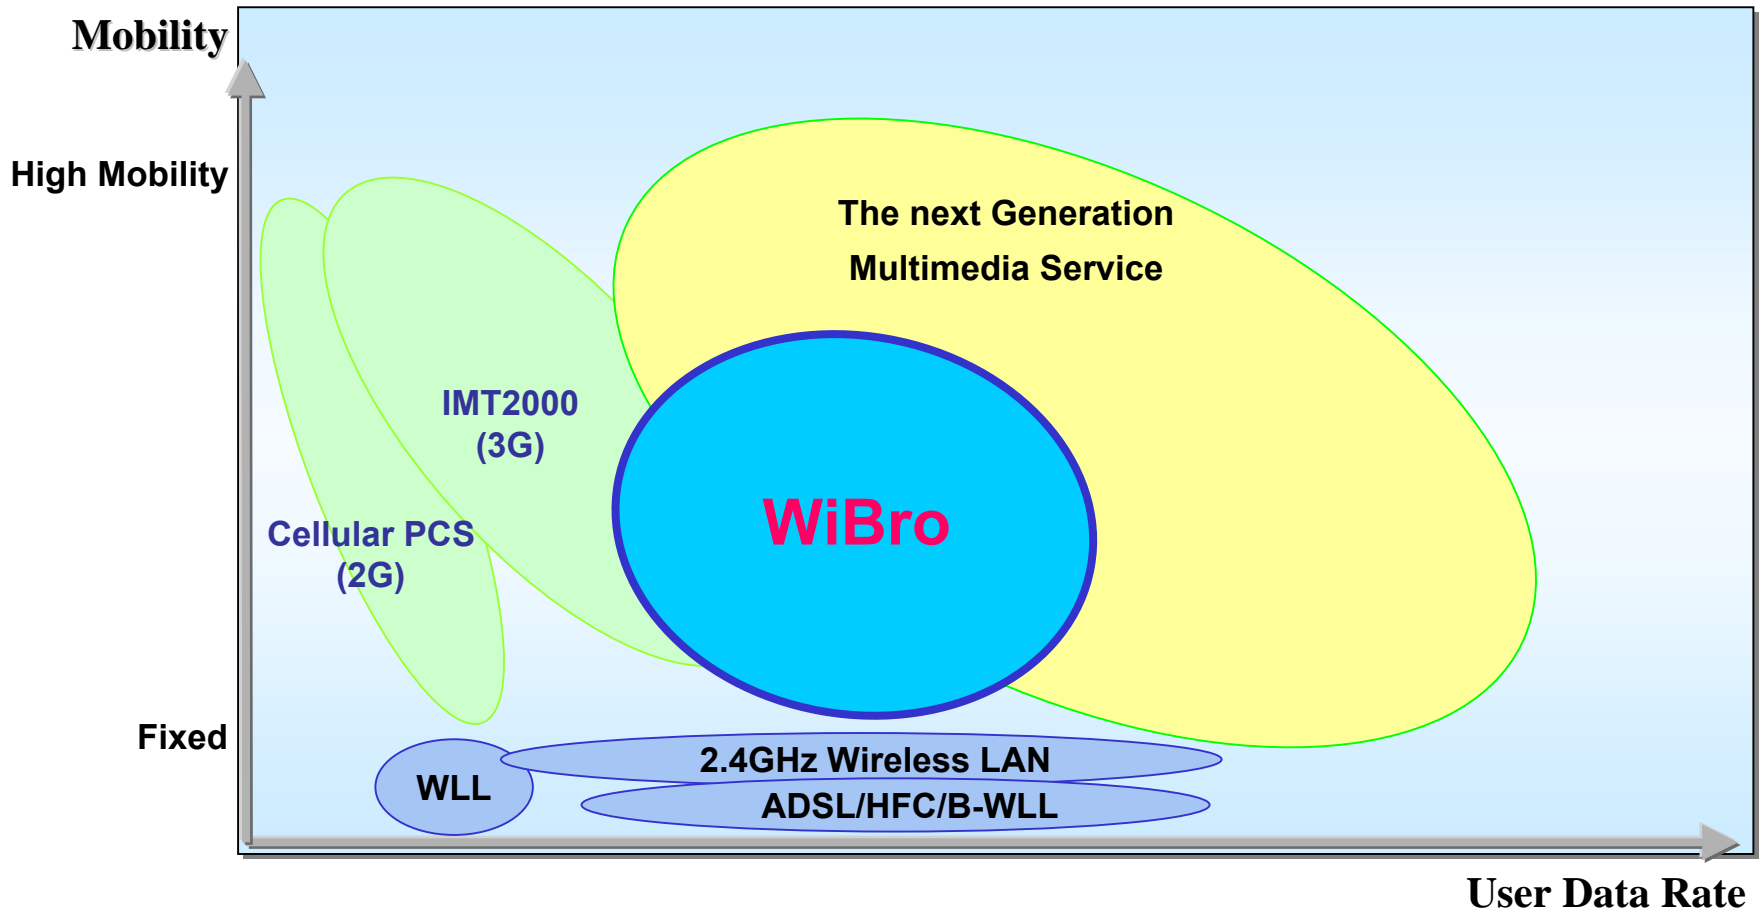 Mobility
High Mobility
The next Generation
Multimedia Service
IMT2000
(3G)
WiBro
Cellular PCS
(2G)
Fixed
2.4GHz Wireless LAN
WLL
ADSL/HFC/B-WLL
User Data Rate